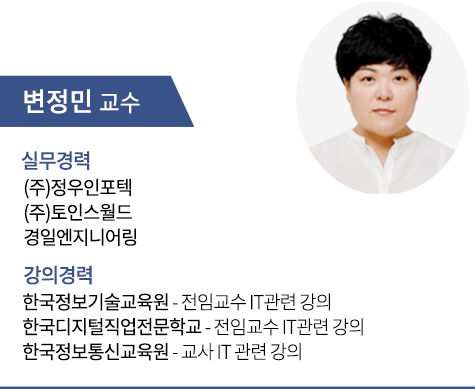 변정민 교수
실무경력
(주)정우인포텍
(주)토인스월드
경일엔지니어링
강의경력
한국정보기술교육원 - 전임교수 IT관련 강의
한국디지털직업전문학교 - 전임교수 IT관련 강의
한국정보통신교육원 - 교사 IT 관련 강의